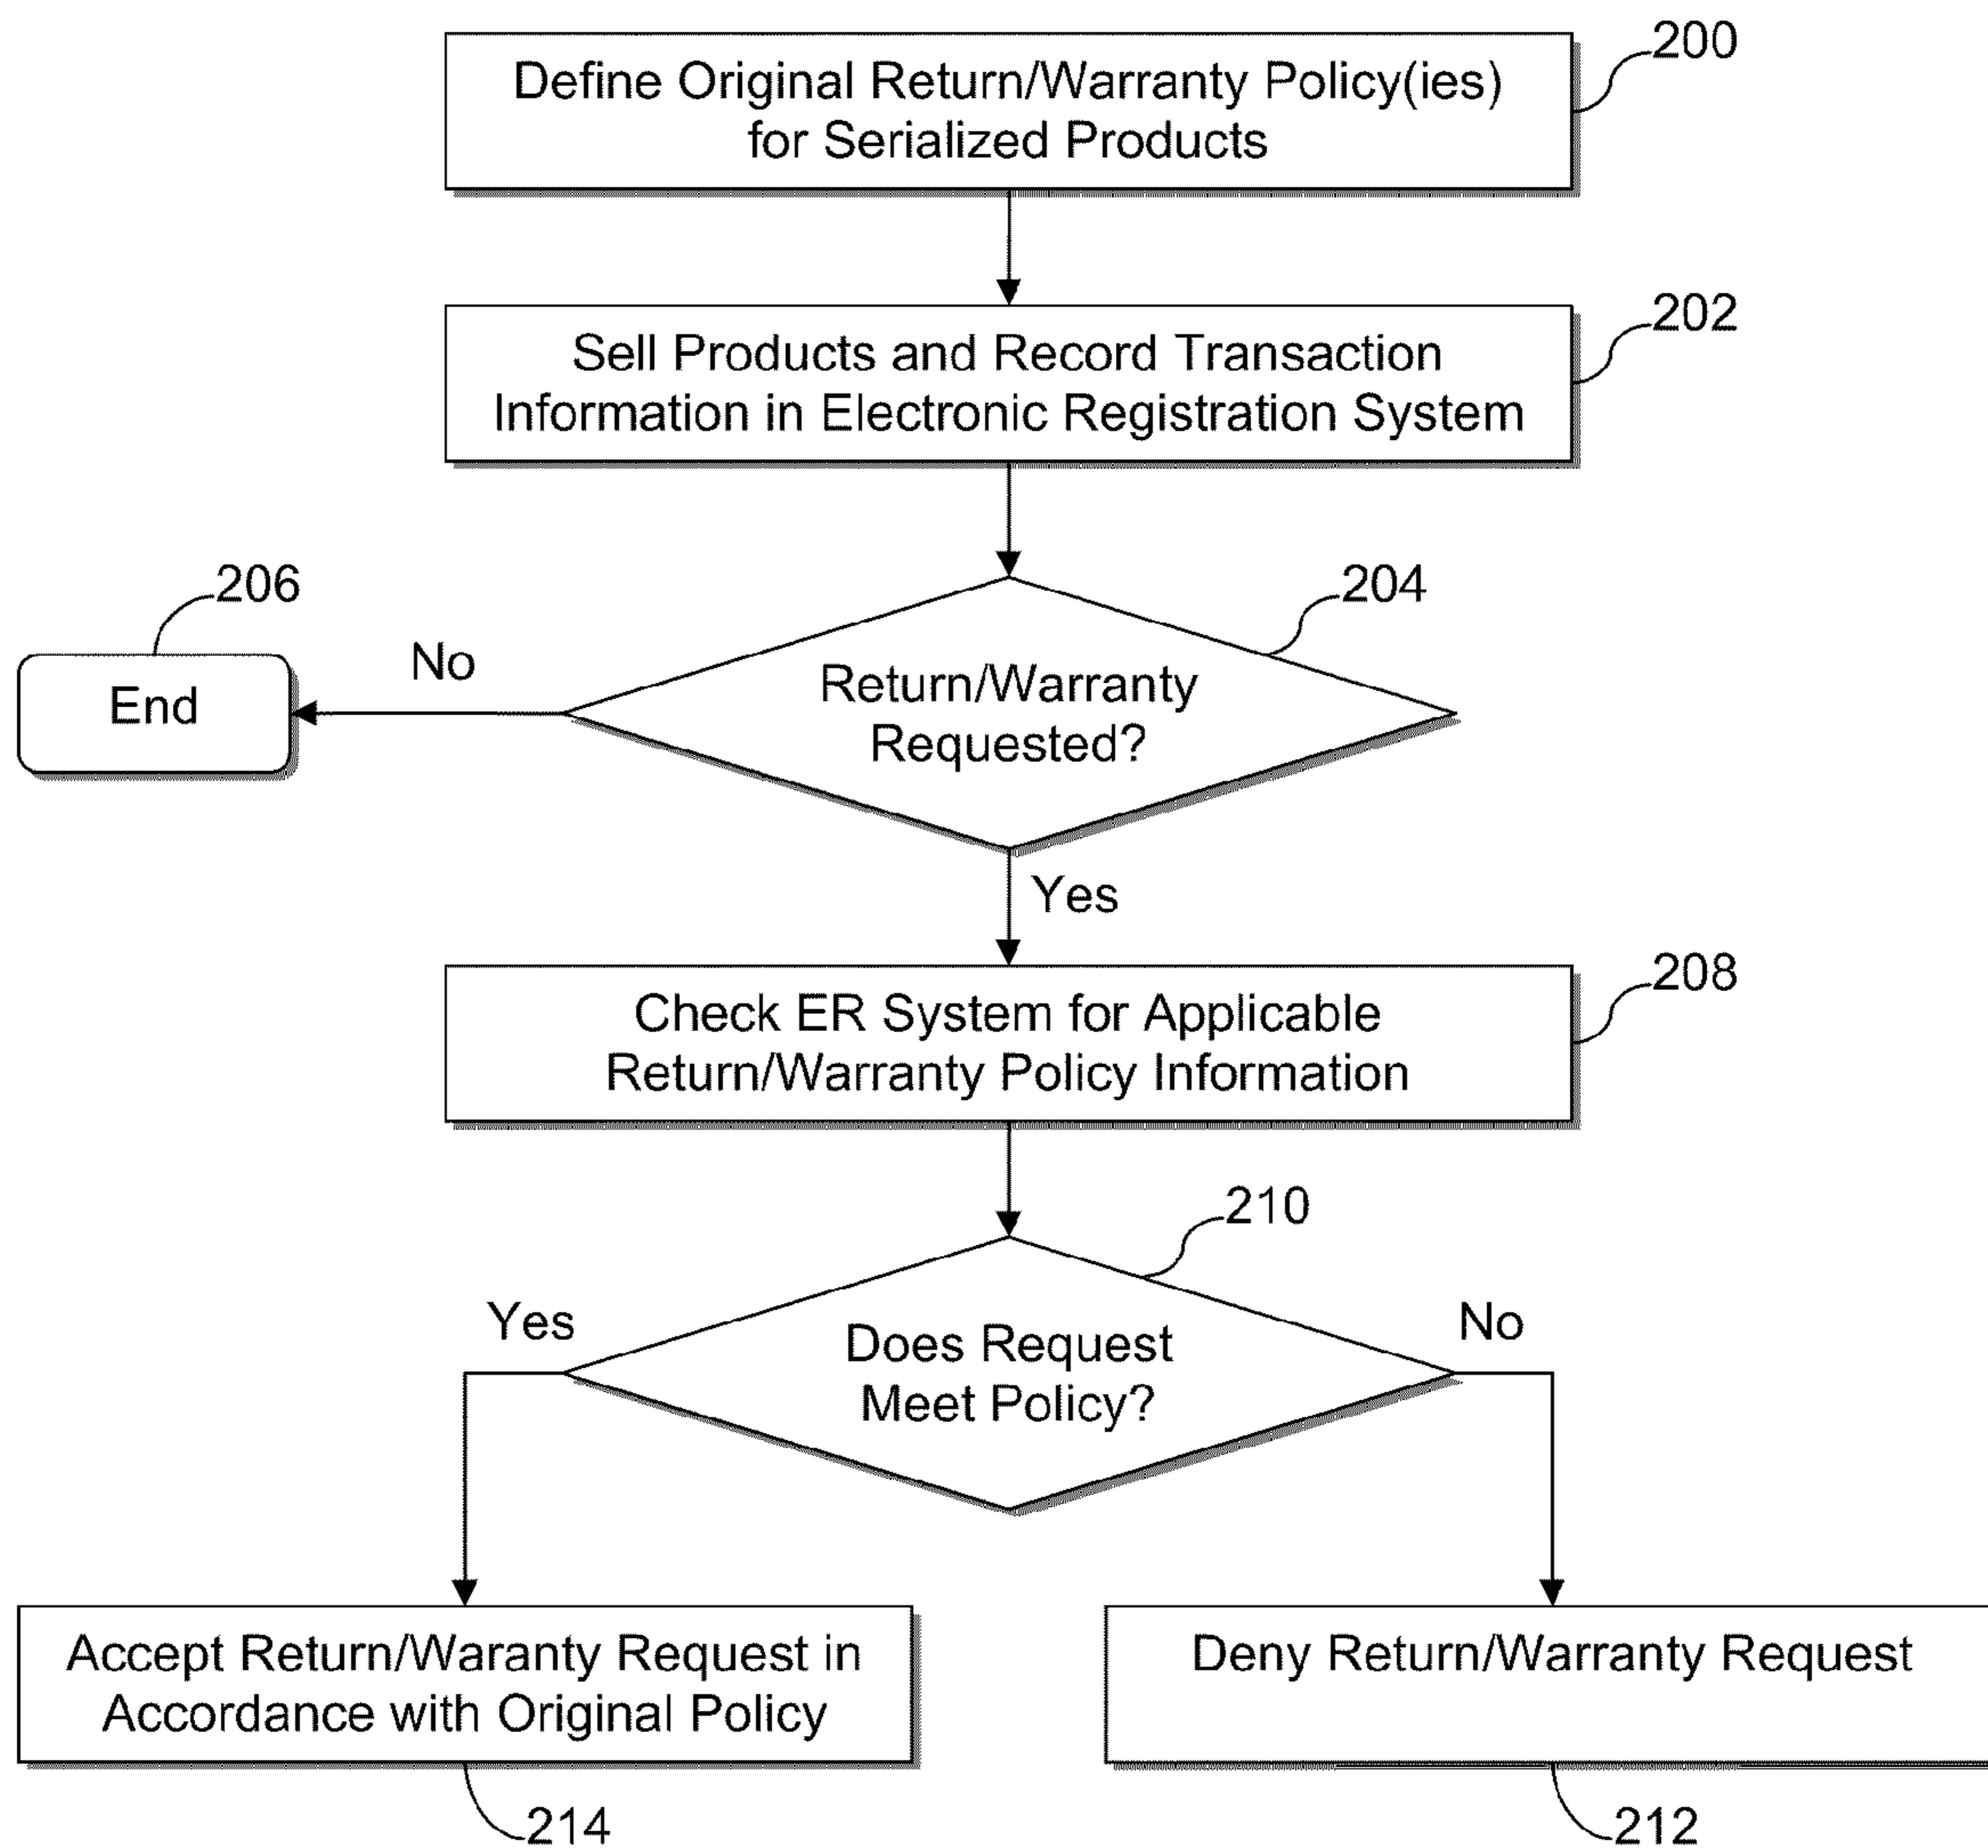 200
Define Original Return/Warranty Policy(ies)
for Serialized Products
202
Sell Products and Record Transaction
Information in Electronic Registration System
206
204
No
End
Return/Warranty
Requested?
Yes
208
Check ER System for Applicable
Return/Warranty Policy Information
210
Yes
No
Does Request
Meet Policy?
Accept Return/Waranty Request in
Accordance with Original Policy
Deny Return/Warranty Request
214
212